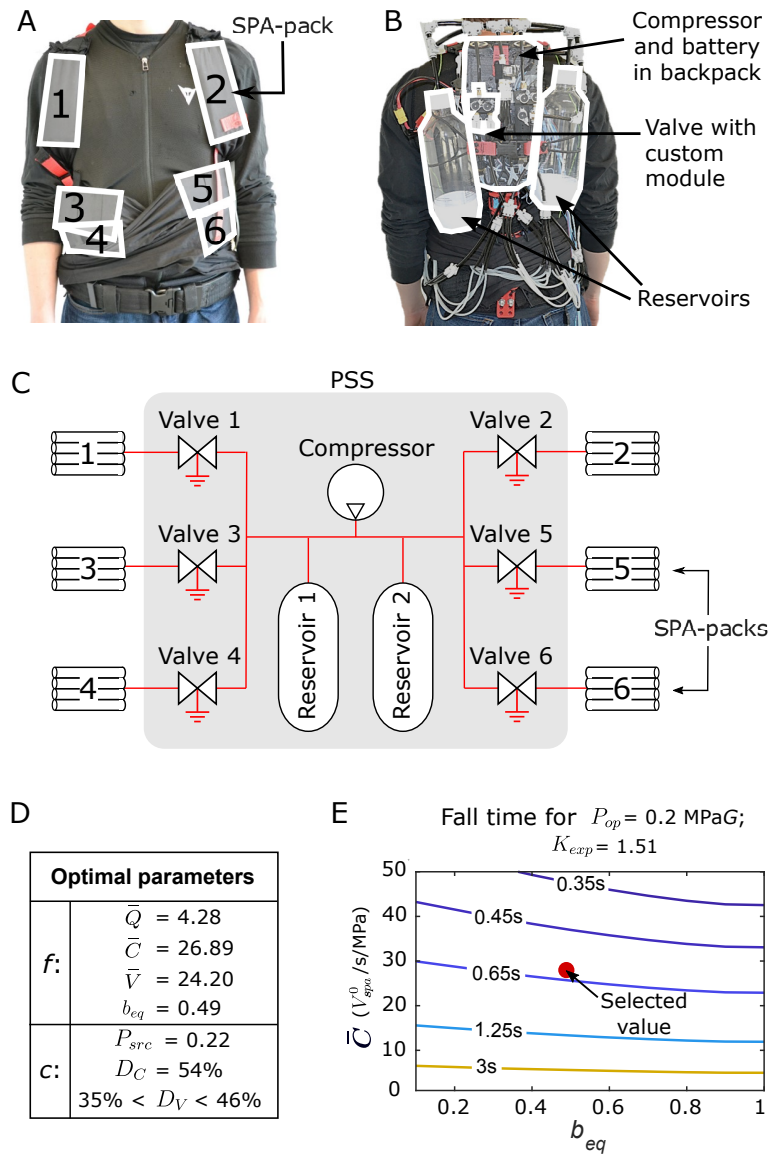 A
SPA-pack
1
2
3
4
5
6
B
Compressor
and battery
in backpack
Valve with
custom
module
Reservoirs
C
PSS
Valve 1
Valve 2
Compressor
1
2
Valve 3
Valve 5
3
5
Reservoir 1
Reservoir 2
SPA-packs
Valve 4
Valve 6
4
6
D
Optimal parameters
f:
Q̄ = 4.28
C̄ = 26.89
V̄ = 24.20
b_eq = 0.49
c:
P_src = 0.22
D_C = 54%
35% < D_V < 46%
E
Fall time for P_op = 0.2 MPaG;
K_exp = 1.51
C̄ (V⁰_spa /s/MPa)
50
40
30
20
10
0
0.35s
0.45s
0.65s
1.25s
3s
Selected
value
0.2
0.4
0.6
0.8
1
b_eq